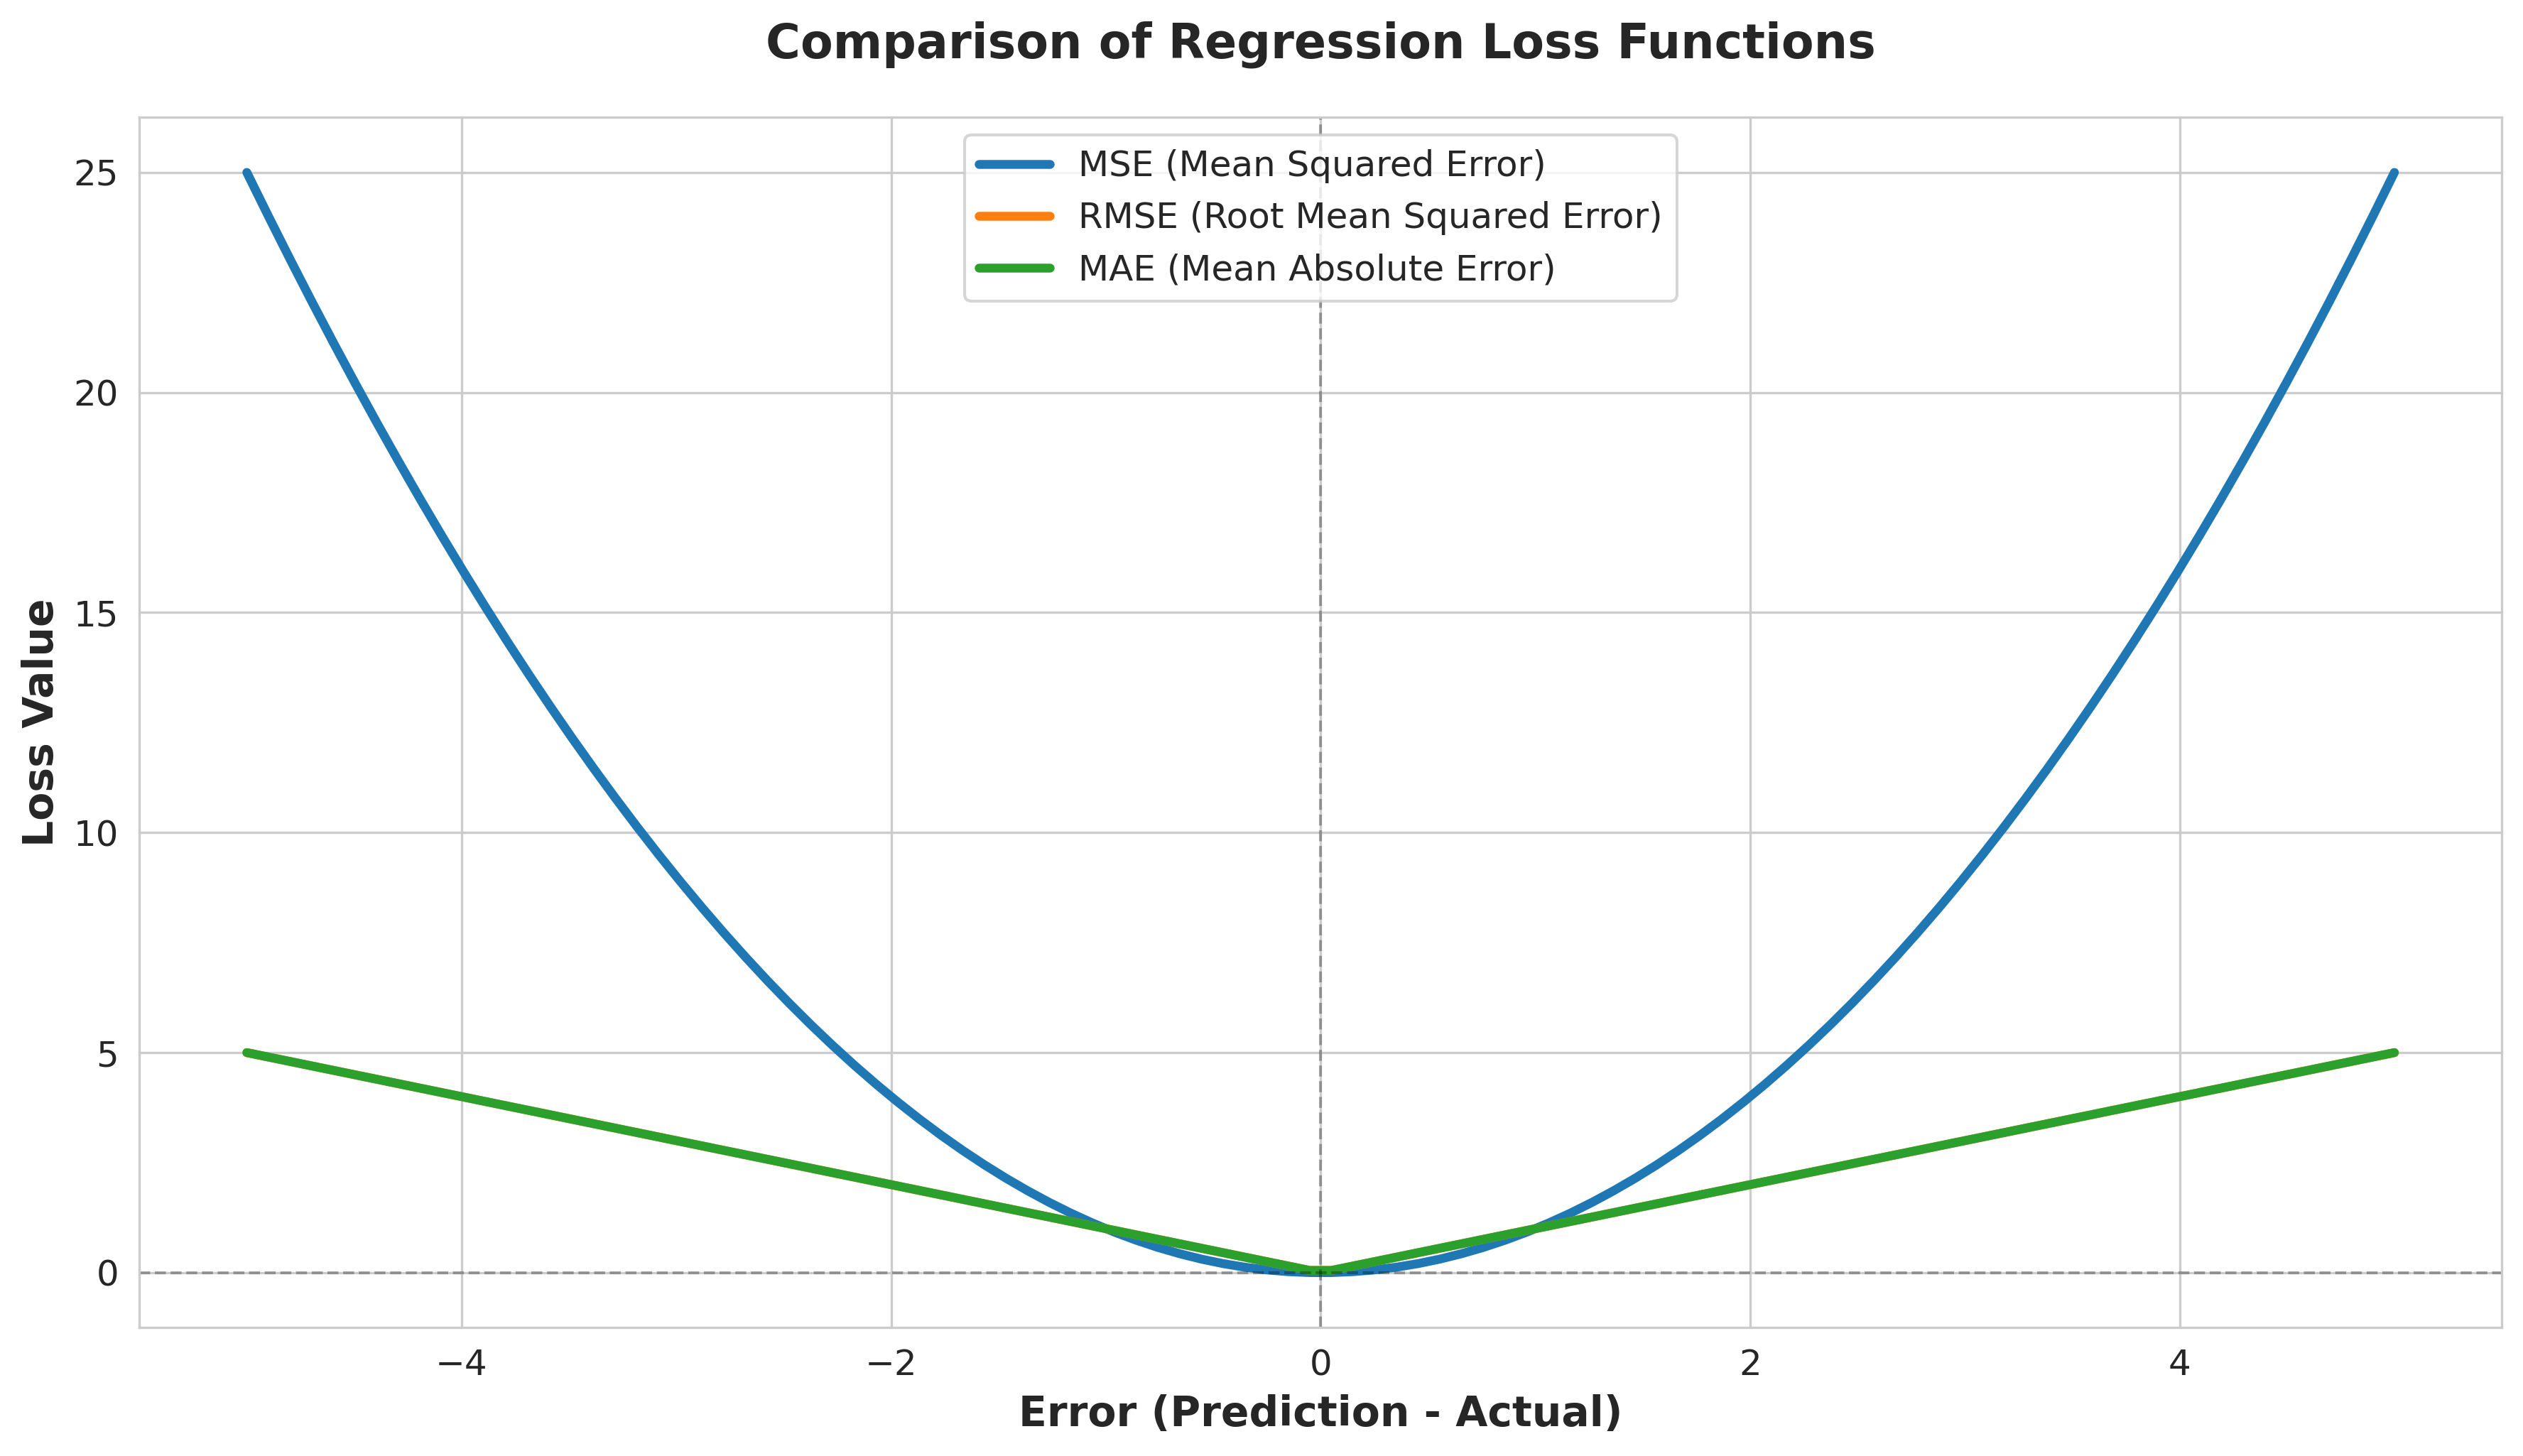 Comparison of Regression Loss Functions
MSE (Mean Squared Error)
RMSE (Root Mean Squared Error)
MAE (Mean Absolute Error)
25
20
15
10
5
0
Loss Value
−4
−2
0
2
4
Error (Prediction - Actual)